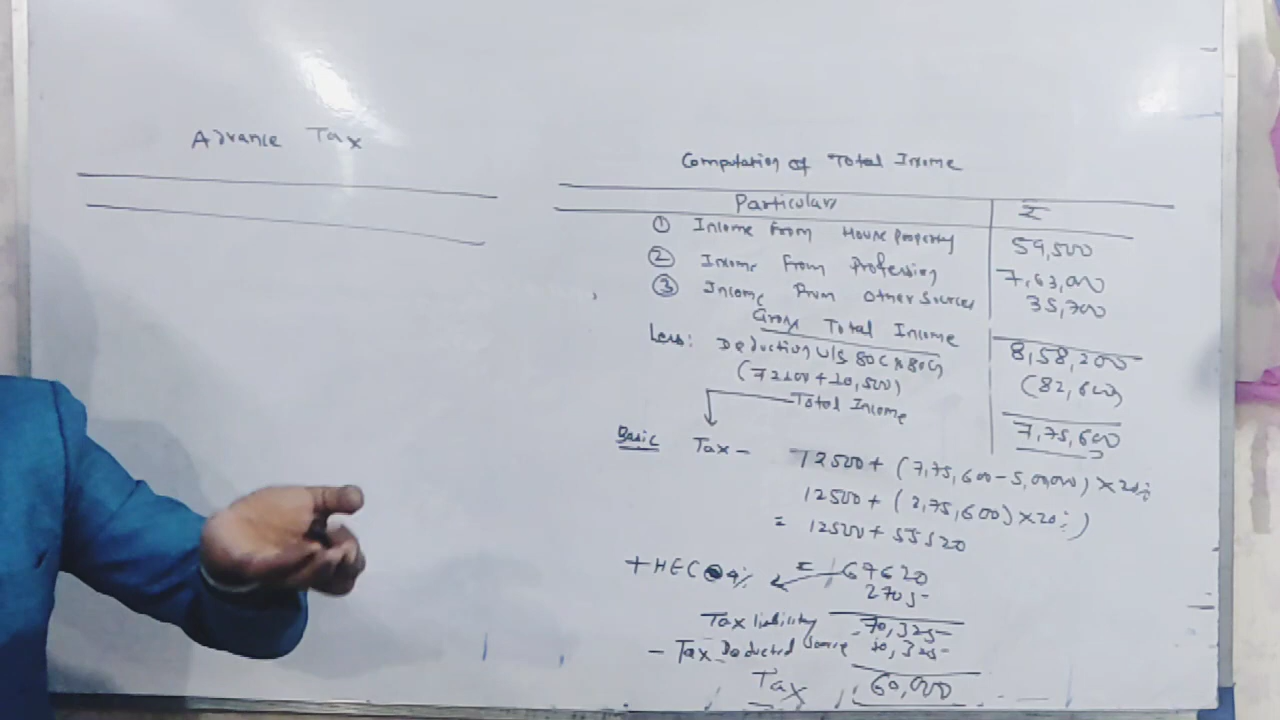 Advance Tax
Computation of Total Income
Particulars ₹
① Income From House Property 59,500
② Income From Profession 7,63,000
③ Income From Other Sources 35,700
Gross Total Income 8,58,200
Less: Deduction U/S 80C & 80G (82,600)
(72100 + 10,500)
Total Income 7,75,600
Basic Tax - 12500 + (7,75,600 - 5,00,000) × 20%
12500 + (2,75,600) × 20%)
= 12500 + 55120
+ HEC @ 4% = 67620
2705
Tax liability 70,325
- Tax Deducted Source 10,325
Tax 60,000